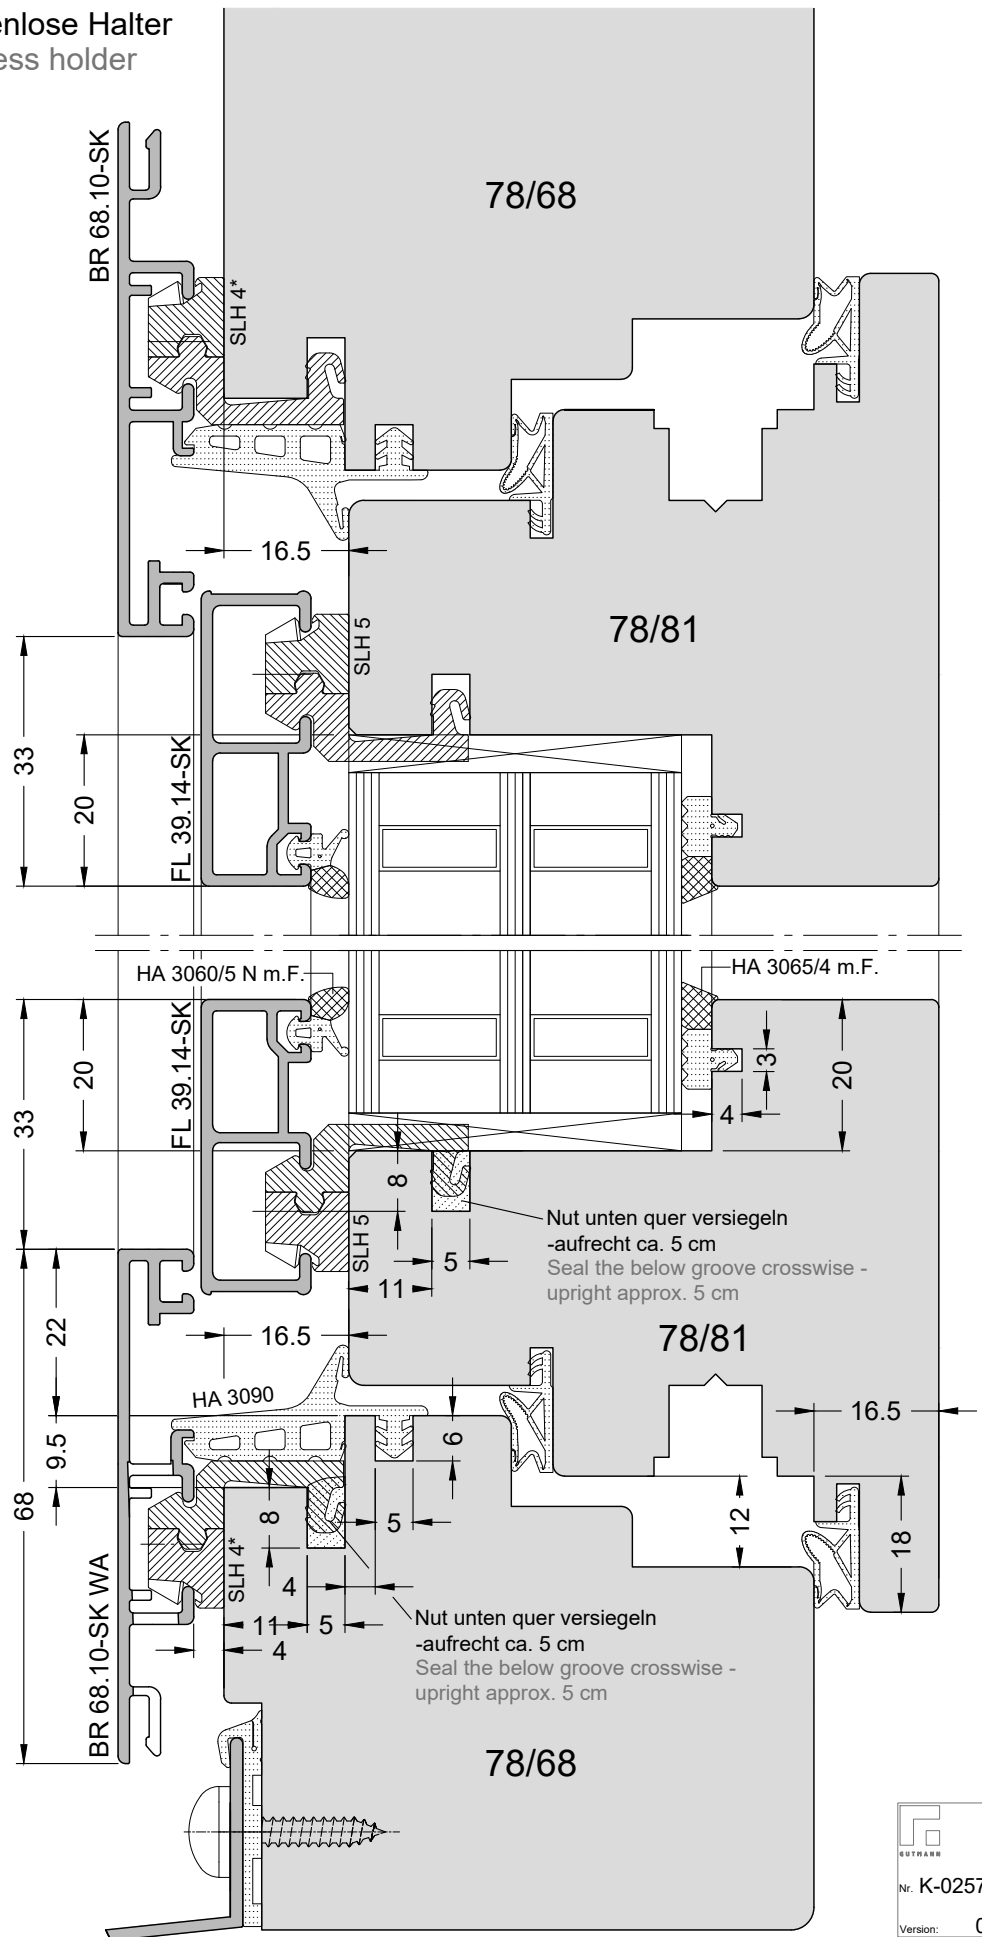 enlose Halter
ess holder
BR 68.10-SK
78/68
SLH 4*
16.5
SLH 5
78/81
33
20
FL 39.14-SK
HA 3060/5 N m.F.
HA 3065/4 m.F.
33
20
FL 39.14-SK
3
4
20
8
SLH 5
5
11
Nut unten quer versiegeln
-aufrecht ca. 5 cm
Seal the below groove crosswise -
upright approx. 5 cm
22
16.5
78/81
HA 3090
9.5
6
16.5
68
8
5
12
18
SLH 4*
4
11
5
4
Nut unten quer versiegeln
-aufrecht ca. 5 cm
Seal the below groove crosswise -
upright approx. 5 cm
BR 68.10-SK WA
78/68
GUTMANN
Nr. K-0257
Version: 0